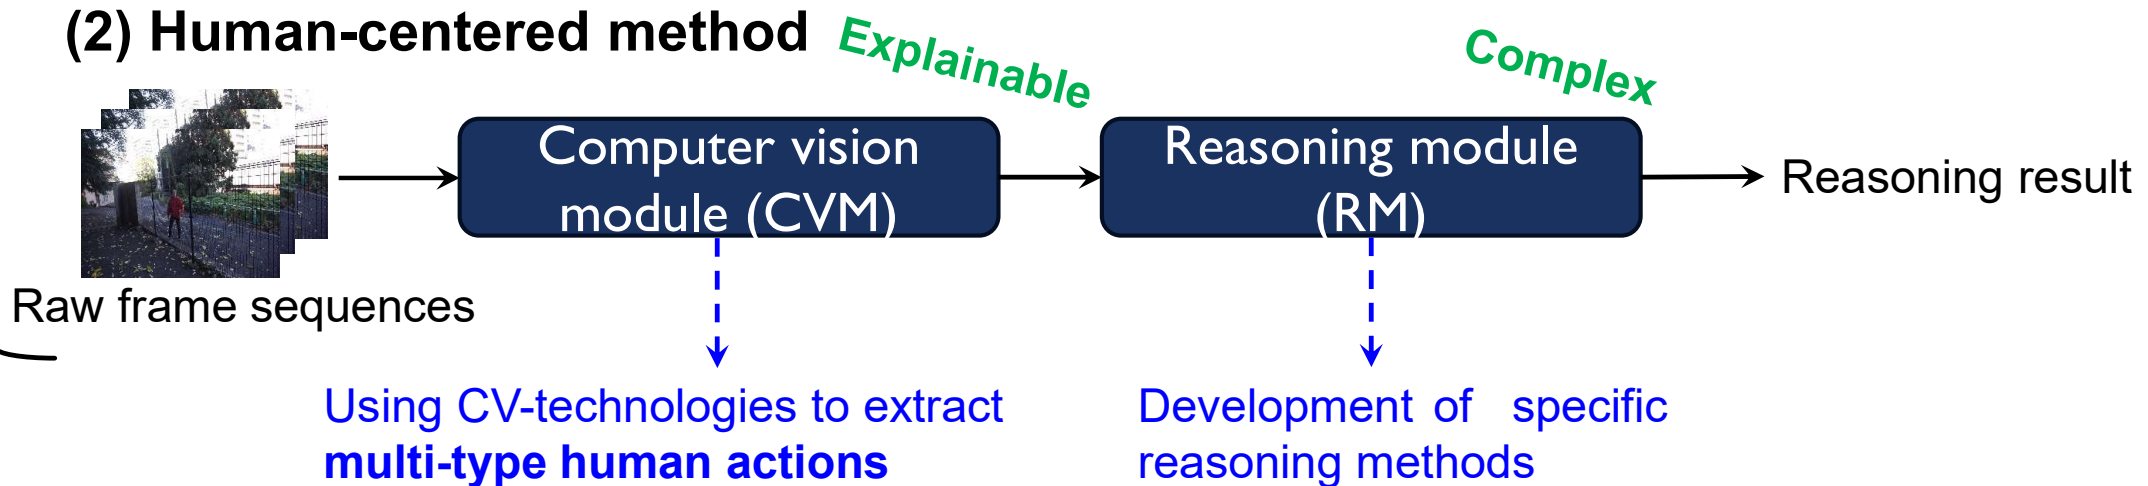 (2) Human-centered method
Explainable
Complex
Computer vision
module (CVM)
Reasoning module
(RM)
Reasoning result
Raw frame sequences
Using CV-technologies to extract
multi-type human actions
Development of specific
reasoning methods